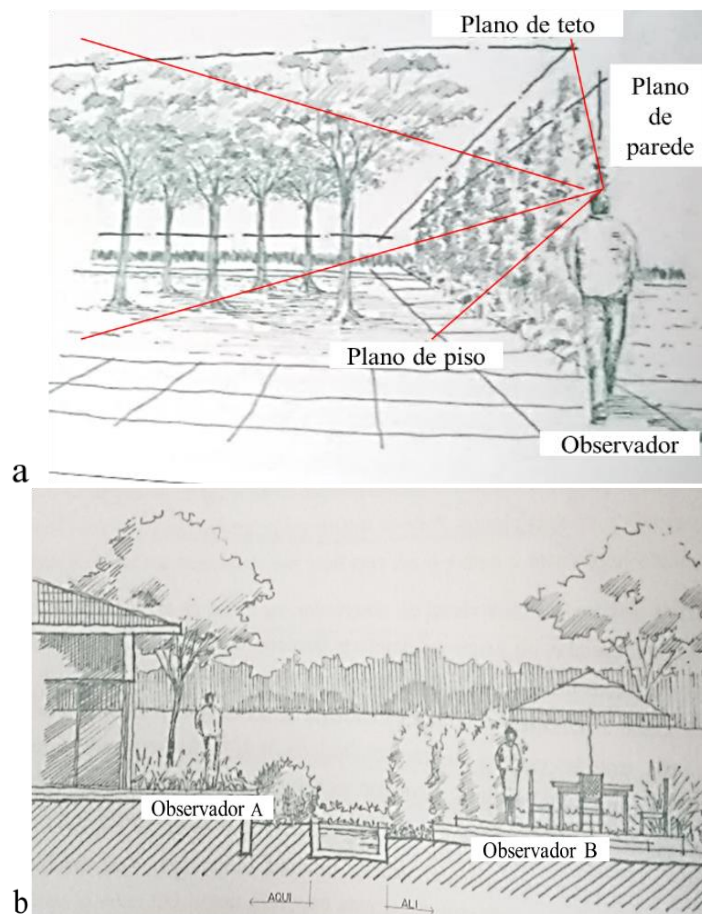 Plano de teto
Plano
de
parede
Plano de piso
Observador
a
Observador A
Observador B
AQUI
ALI
b